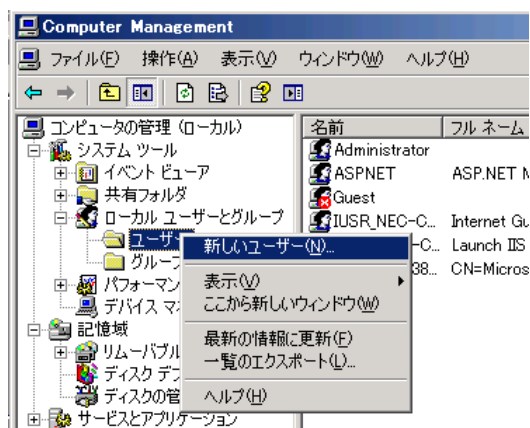 Computer Management
ファイル(F) 操作(A) 表示(V) ウィンドウ(W) ヘルプ(H)
コンピュータの管理 (ローカル)
システム ツール
イベント ビューア
共有フォルダ
ローカル ユーザーとグループ
ユーザー
グループ
パフォーマン
デバイス マ
記憶域
リムーバブル
ディスク デフ
ディスクの管
サービスとアプリケーション
名前 フル ネーム
Administrator
ASPNET ASP.NET M
Guest
IUSR_NEC-C... Internet Gu
-C... Launch IIS
38... CN=Micros
新しいユーザー(N)...
表示(V)
ここから新しいウィンドウ(W)
最新の情報に更新(F)
一覧のエクスポート(L)...
ヘルプ(H)